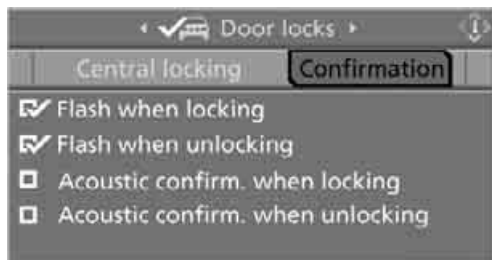 Door locks
Central locking Confirmation
Flash when locking
Flash when unlocking
Acoustic confirm. when locking
Acoustic confirm. when unlocking